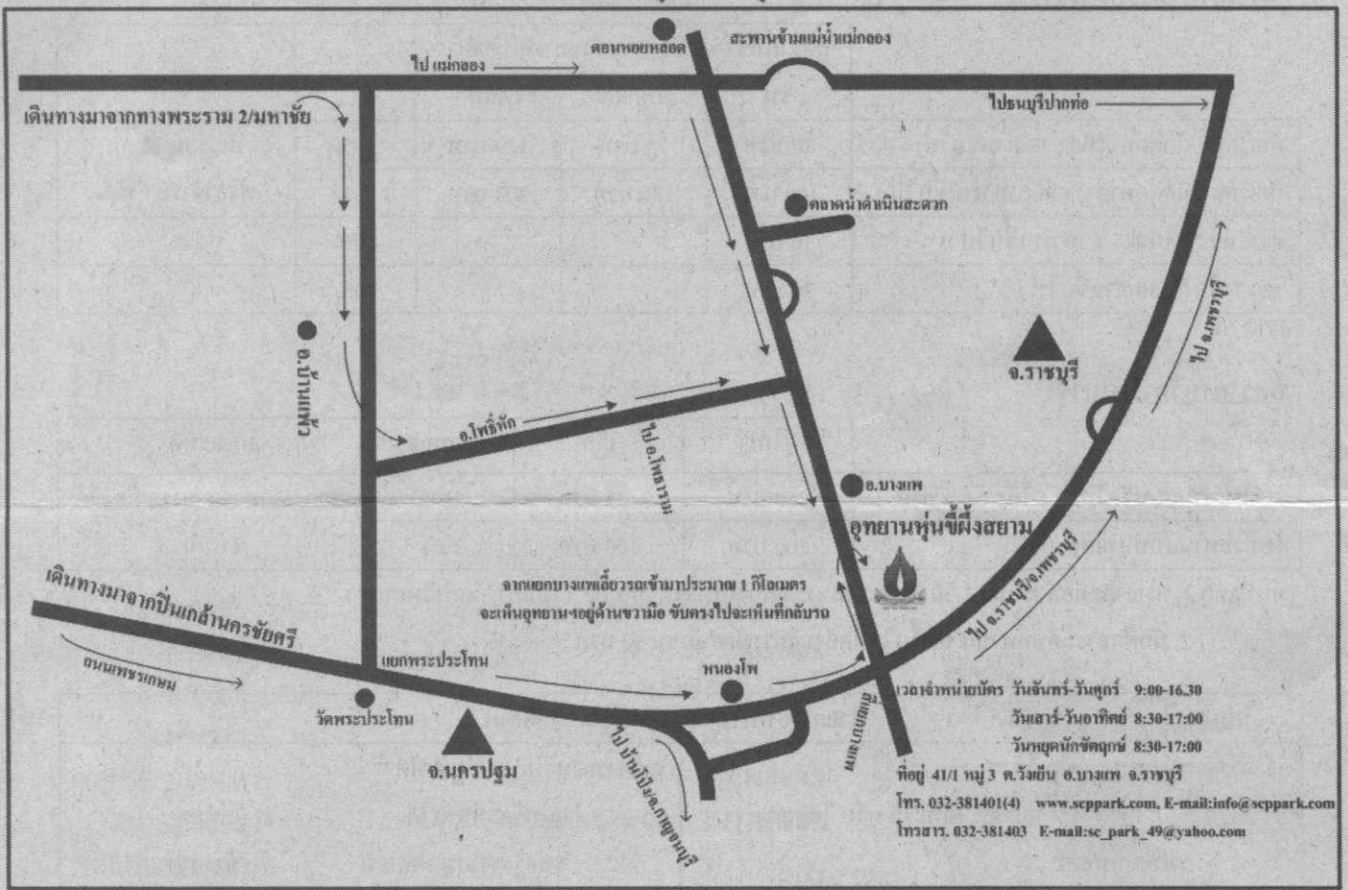 ดอนหอยหลอด
สะพานข้ามแม่น้ำแม่กลอง
ไป แม่กลอง
ไปธนบุรีปากท่อ
เดินทางมาจากทางพระราม 2/มหาชัย
ตลาดน้ำดำเนินสะดวก
อ.บ้านแพ้ว
ไป จ.เพชรบุรี
จ.ราชบุรี
อ.โพธิ์หัก
ไป อ.โพธาราม
อ.บางแพ
อุทยานหุ่นขี้ผึ้งสยาม
จากแยกบางแพเลี้ยวรถเข้ามาประมาณ 1 กิโลเมตร
จะเห็นอุทยานฯอยู่ด้านขวามือ ขับตรงไปจะเห็นที่กลับรถ
ไป จ.ราชบุรี/จ.เพชรบุรี
เดินทางมาจากปิ่นเกล้านครชัยศรี
ถนนเพชรเกษม
แยกพระประโทน
วัดพระประโทน
หนองโพ
สี่แยกบางแพ
จ.นครปฐม
ไป บ้านโป่ง/จ.กาญจนบุรี
เวลาจำหน่ายบัตร วันจันทร์-วันศุกร์ 9:00-16.30
วันเสาร์-วันอาทิตย์ 8:30-17:00
วันหยุดนักขัตฤกษ์ 8:30-17:00
ที่อยู่ 41/1 หมู่ 3 ต.วังเย็น อ.บางแพ จ.ราชบุรี
โทร. 032-381401(4) www.scppark.com, E-mail:info@scppark.com
โทรสาร. 032-381403 E-mail:sc_park_49@yahoo.com